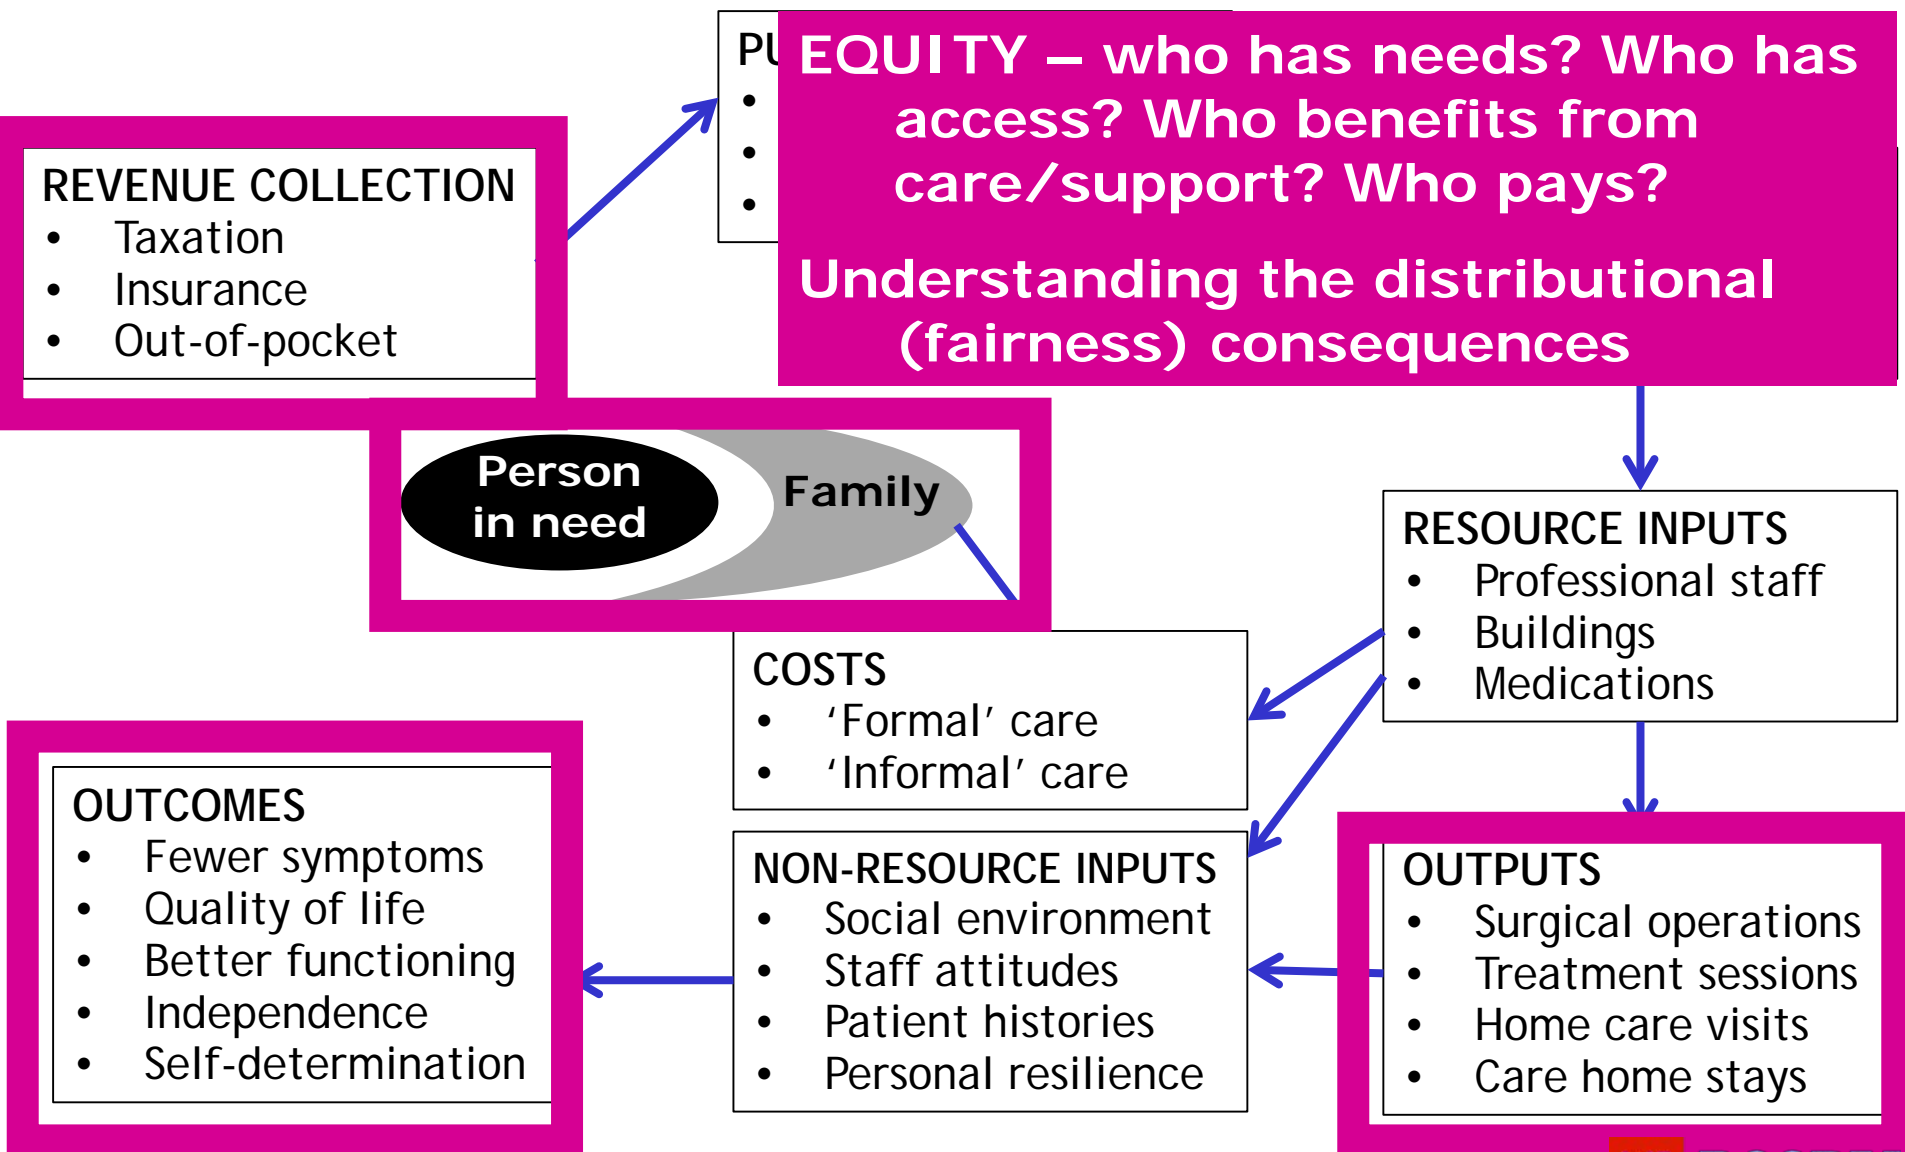 EQUITY – who has needs? Who has
access? Who benefits from
care/support? Who pays?
Understanding the distributional
(fairness) consequences
REVENUE COLLECTION
• Taxation
• Insurance
• Out-of-pocket
Person
in need
Family
RESOURCE INPUTS
• Professional staff
• Buildings
• Medications
COSTS
• ‘Formal’ care
• ‘Informal’ care
OUTCOMES
• Fewer symptoms
• Quality of life
• Better functioning
• Independence
• Self-determination
NON-RESOURCE INPUTS
• Social environment
• Staff attitudes
• Patient histories
• Personal resilience
OUTPUTS
• Surgical operations
• Treatment sessions
• Home care visits
• Care home stays